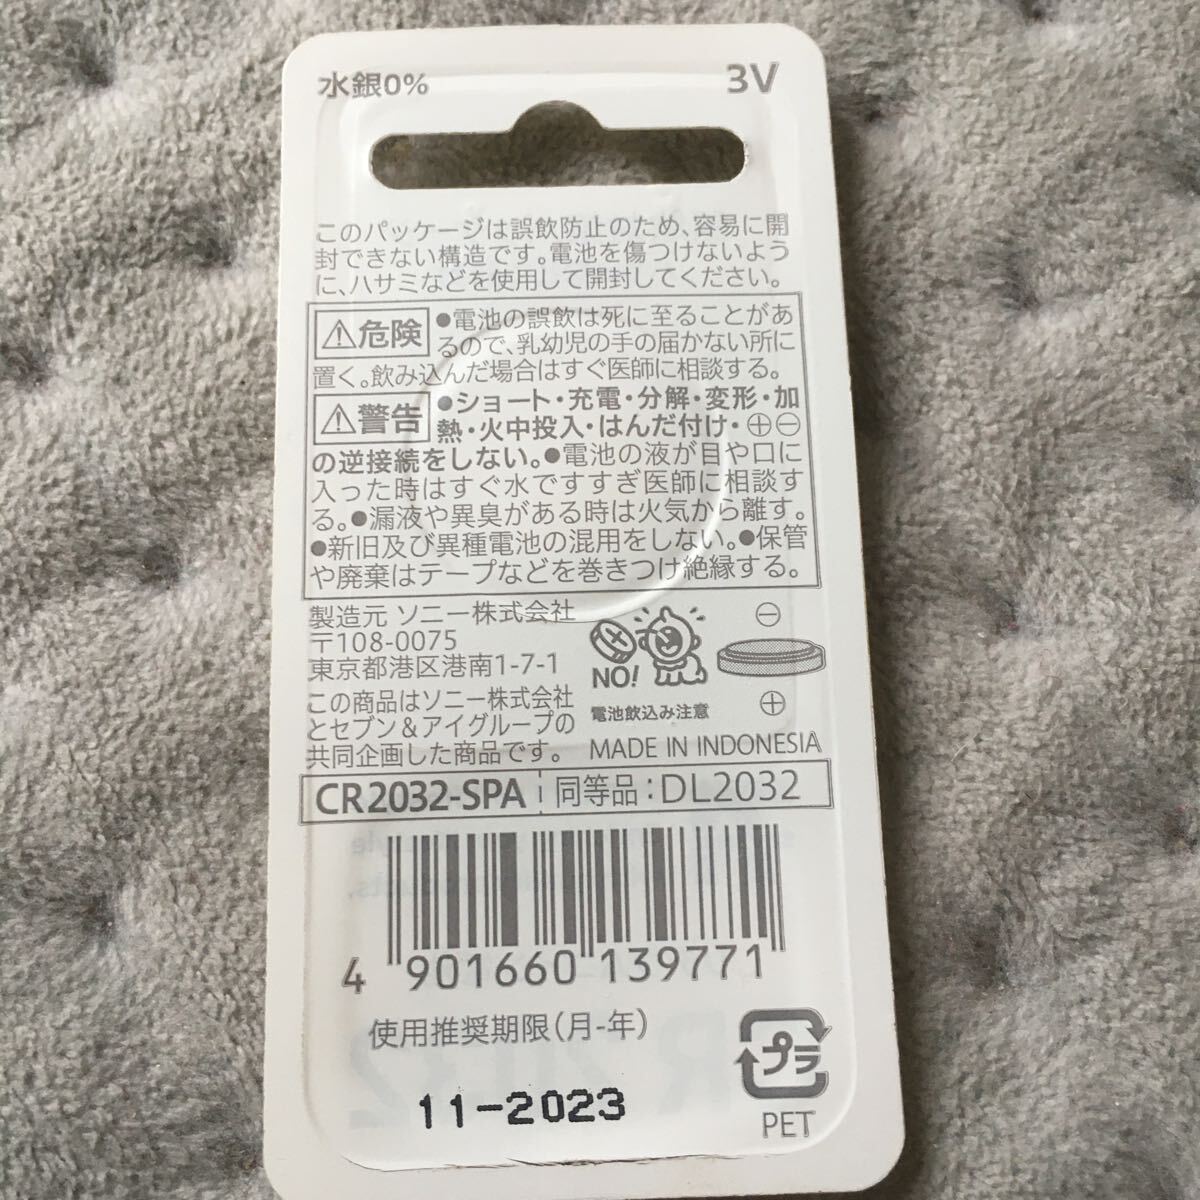 水銀0%
3V
このパッケージは誤飲防止のため、容易に開
封できない構造です。電池を傷つけないよう
に、ハサミなどを使用して開封してください。
⚠危険 ●電池の誤飲は死に至ることがあ
るので、乳幼児の手の届かない所に
置く。飲み込んだ場合はすぐ医師に相談する。
⚠警告 ●ショート・充電・分解・変形・加
熱・火中投入・はんだ付け・⊕⊖
の逆接続をしない。●電池の液が目や口に
入った時はすぐ水ですすぎ医師に相談す
る。●漏液や異臭がある時は火気から離す。
●新旧及び異種電池の混用をしない。●保管
や廃棄はテープなどを巻きつけ絶縁する。
製造元 ソニー株式会社
〒108-0075
東京都港区港南1-7-1
この商品はソニー株式会社
とセブン&アイグループの
共同企画した商品です。
NO!
電池飲込み注意
⊖
⊕
MADE IN INDONESIA
CR2032-SPA 同等品:DL2032
4 901660 139771
使用推奨期限(月-年)
11-2023
プラ
PET